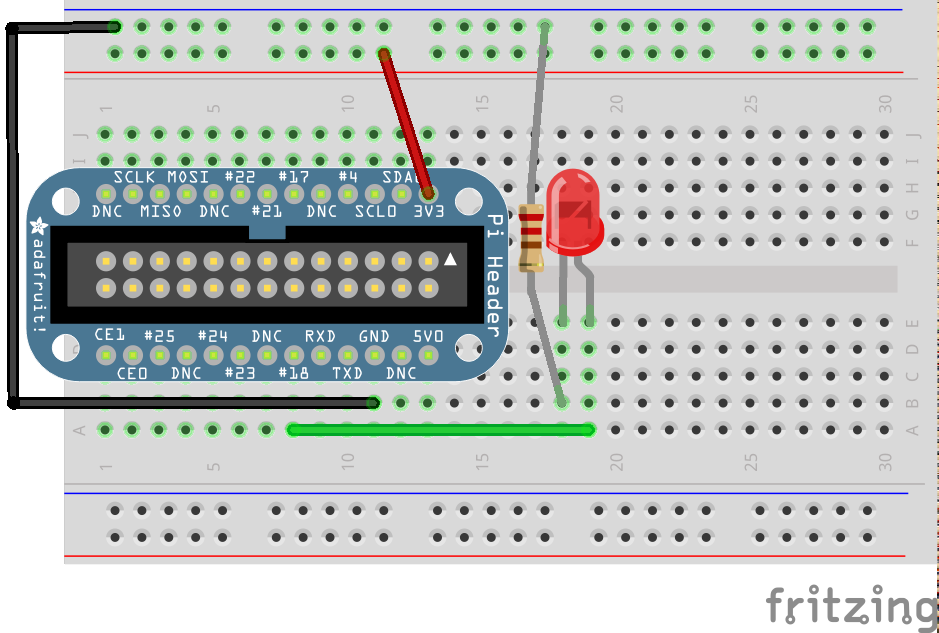 1 5 10 15 20 25 30
J J
I I
SCLK MOSI #22 #17 #4 SDA
H
DNC MISO DNC #21 DNC SCLO 3V3
G
F
adafruit!
Pi Header
CE1 #25 #24 DNC RXD GND 5V0
E
D
CEO DNC #23 #18 TXD DNC
C
B
A A
1 5 10 15 20 25 30
fritzing